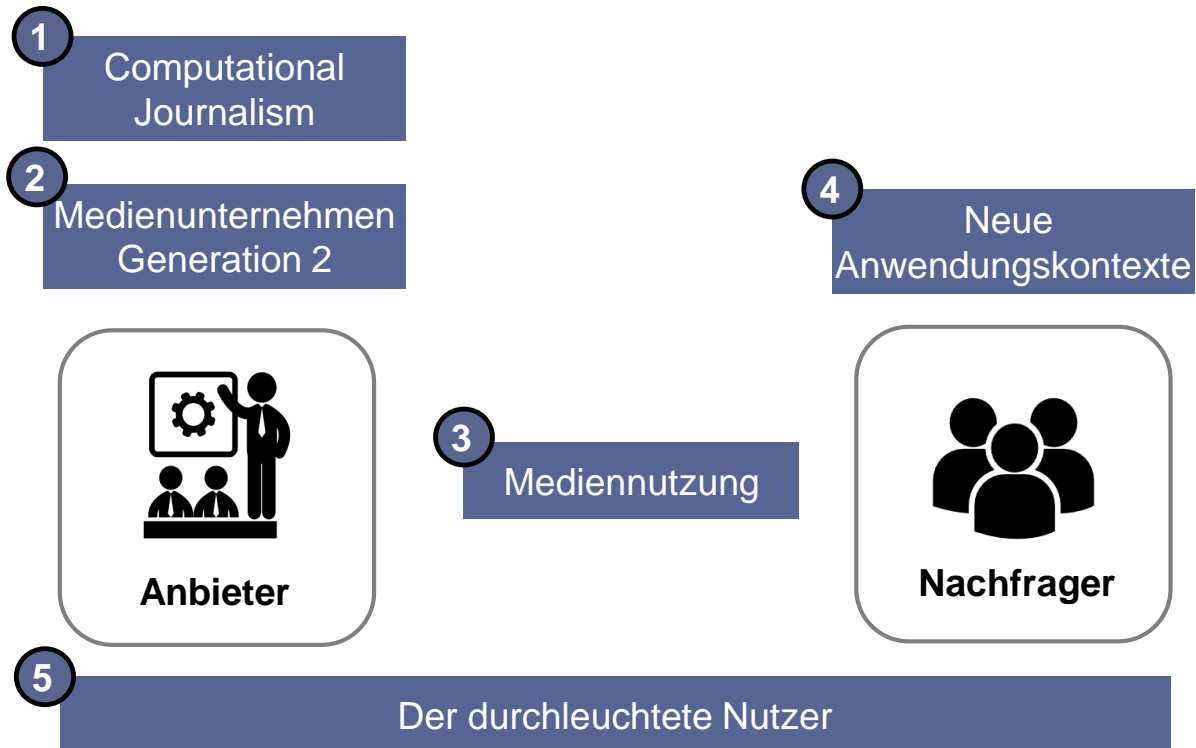 1
Computational
Journalism
2
Medienunternehmen
Generation 2
Anbieter
3
Mediennutzung
4
Neue
Anwendungskontexte
Nachfrager
5
Der durchleuchtete Nutzer